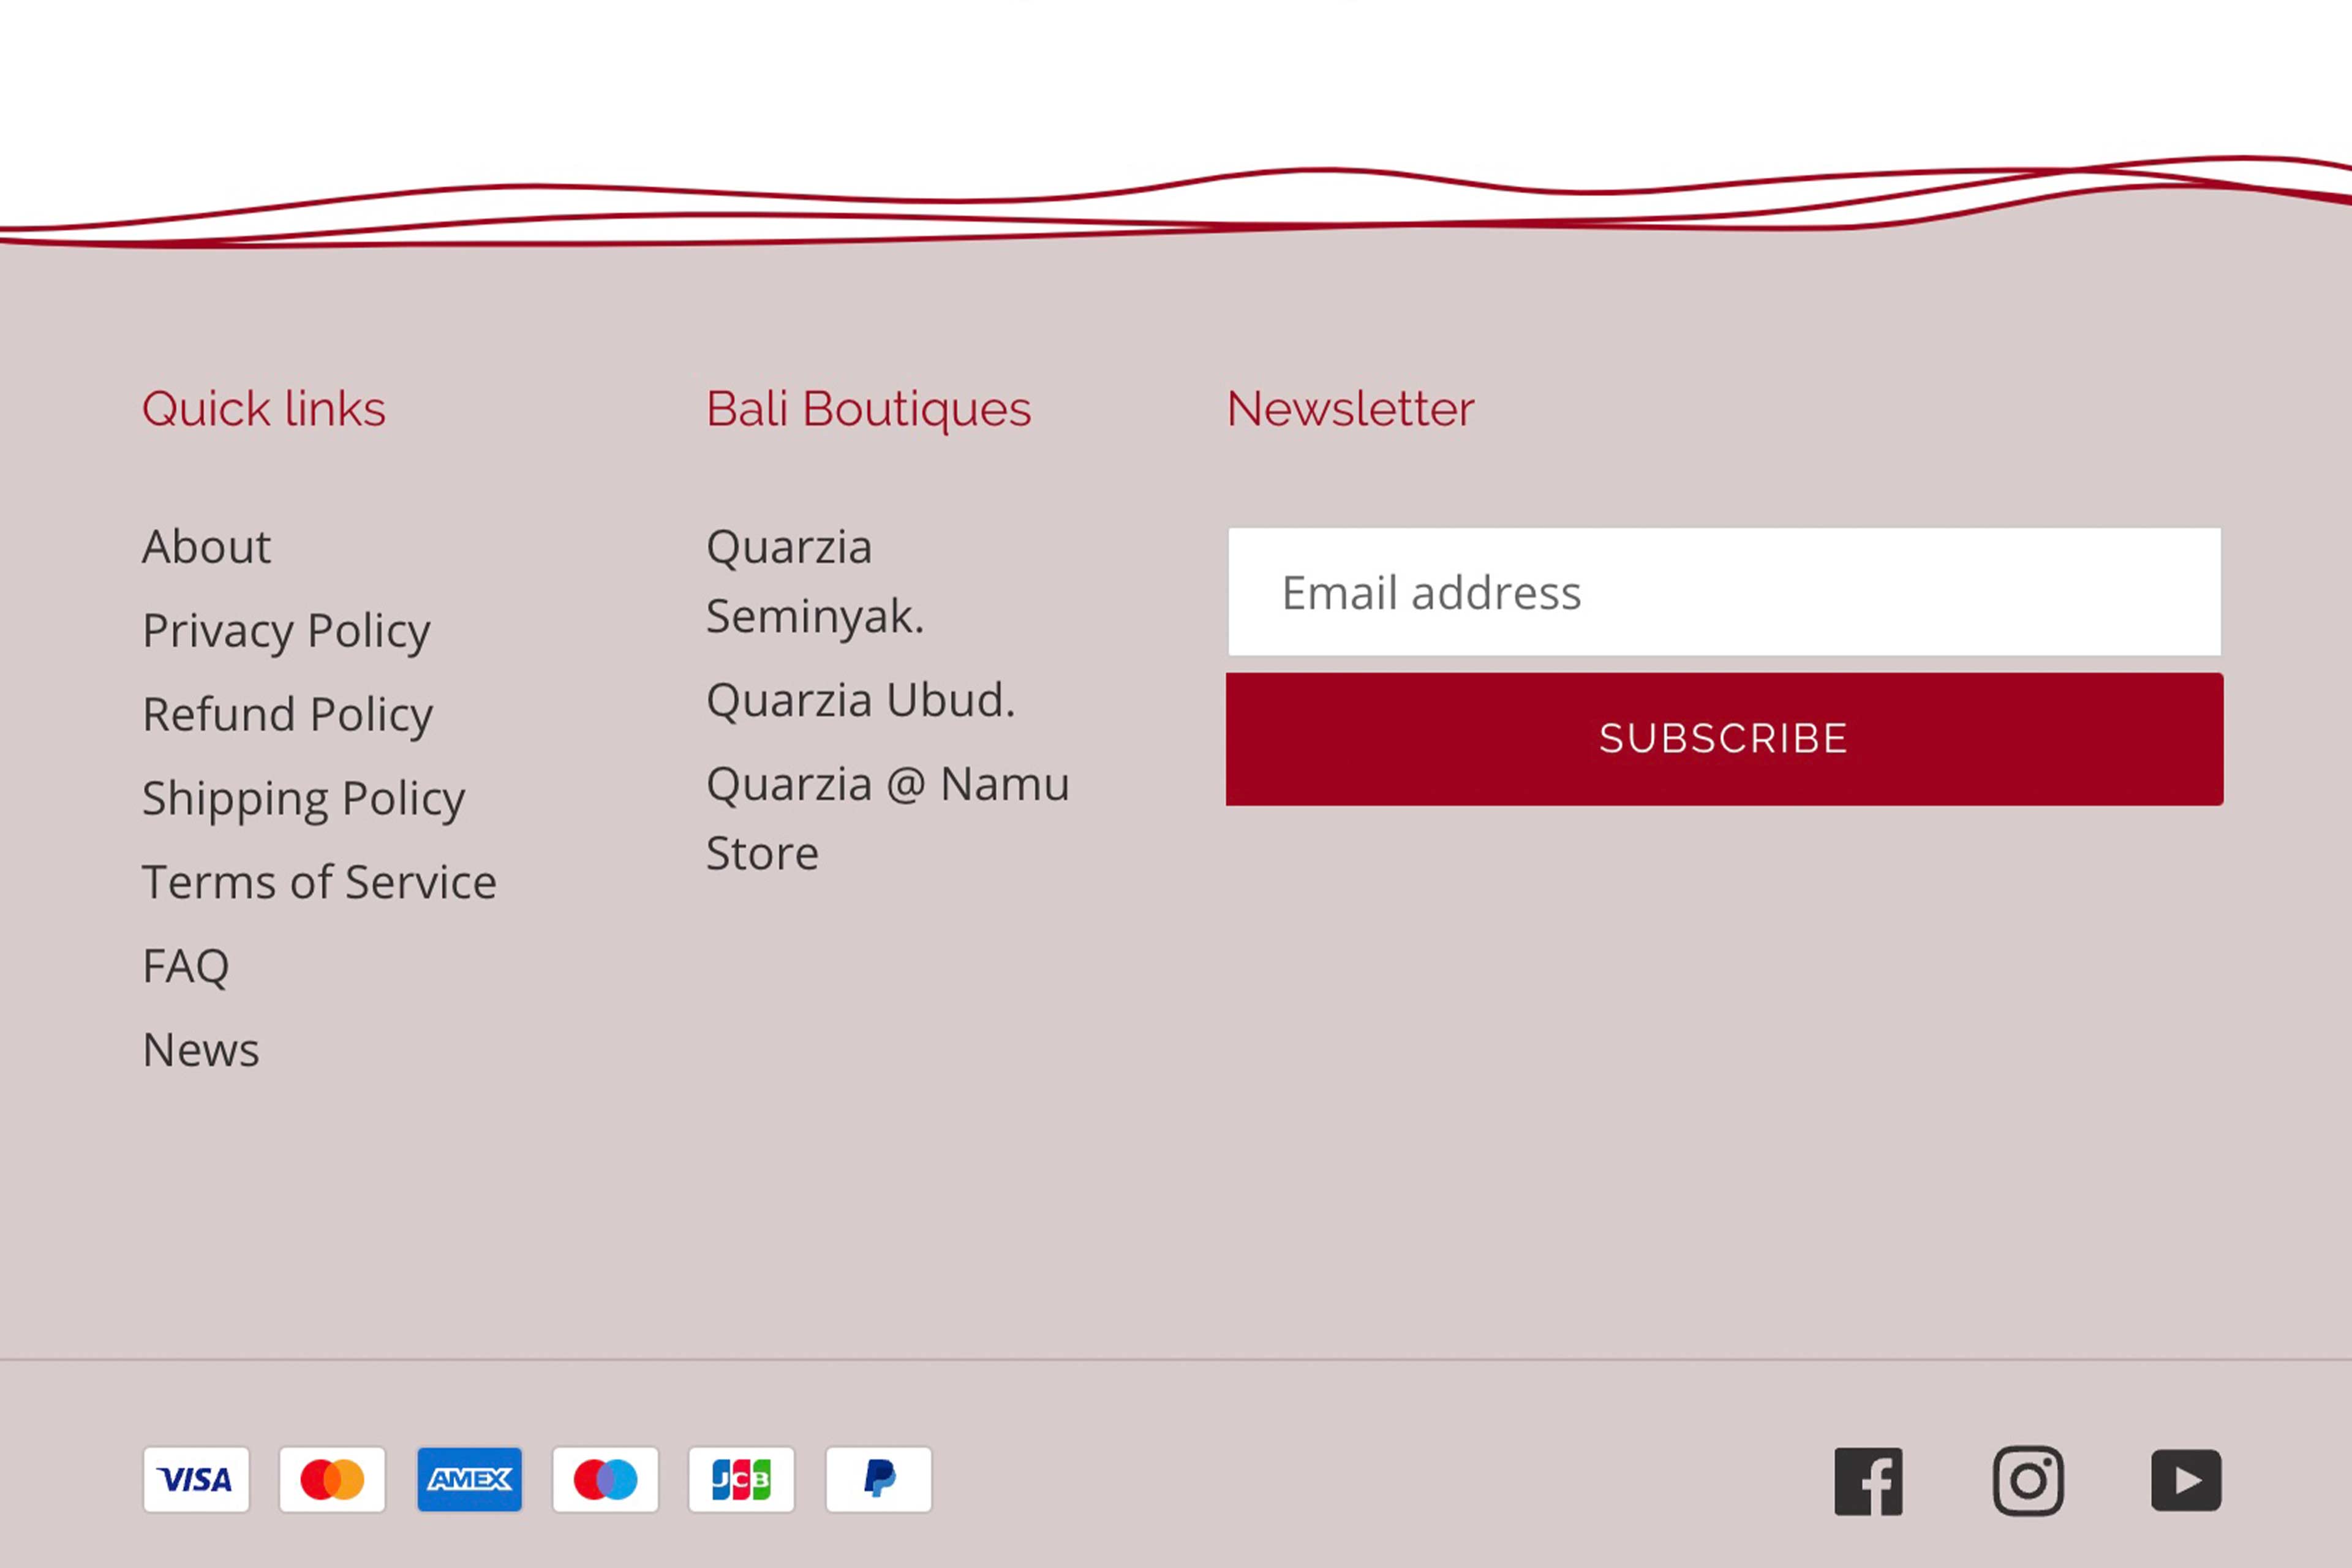 Quick links
About
Privacy Policy
Refund Policy
Shipping Policy
Terms of Service
FAQ
News
Bali Boutiques
Quarzia
Seminyak.
Quarzia Ubud.
Quarzia @ Namu
Store
Newsletter
Email address
SUBSCRIBE
VISA
AMEX
JCB